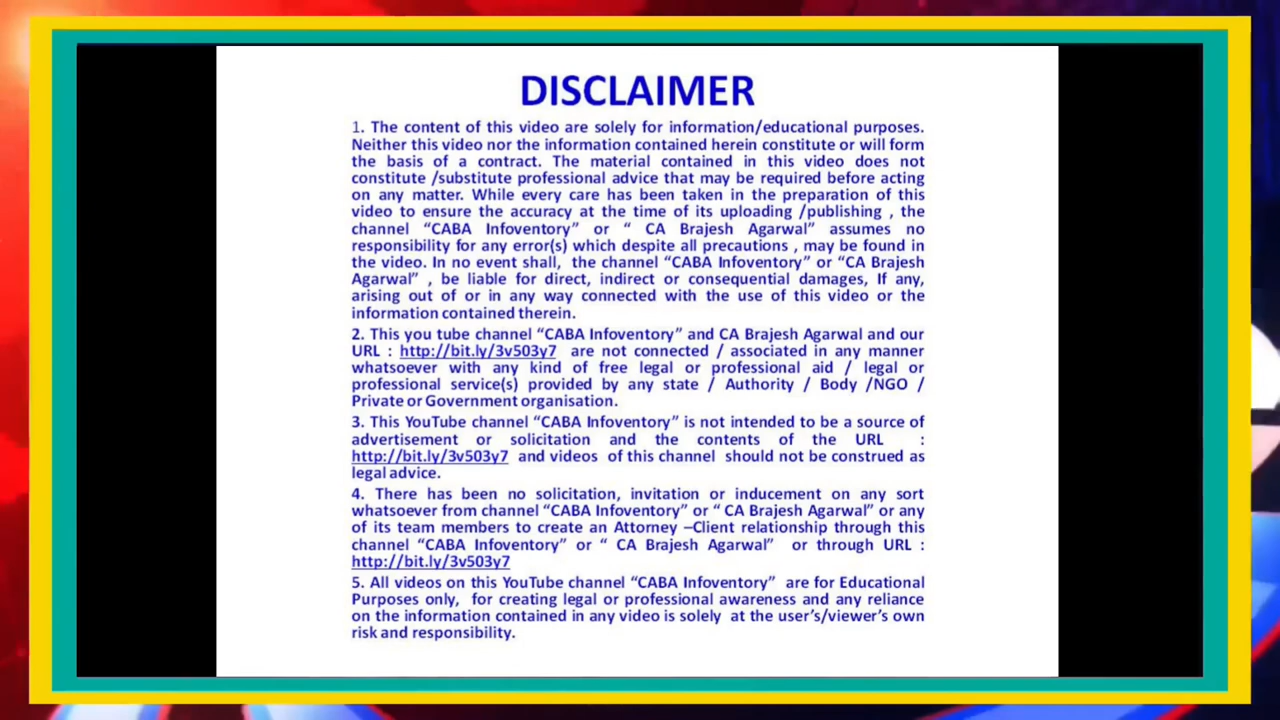 DISCLAIMER
1. The content of this video are solely for information/educational purposes.
Neither this video nor the information contained herein constitute or will form
the basis of a contract. The material contained in this video does not
constitute /substitute professional advice that may be required before acting
on any matter. While every care has been taken in the preparation of this
video to ensure the accuracy at the time of its uploading /publishing , the
channel “CABA Infoventory” or “ CA Brajesh Agarwal” assumes no
responsibility for any error(s) which despite all precautions , may be found in
the video. In no event shall, the channel “CABA Infoventory” or “CA Brajesh
Agarwal” , be liable for direct, indirect or consequential damages, If any,
arising out of or in any way connected with the use of this video or the
information contained therein.
2. This you tube channel “CABA Infoventory” and CA Brajesh Agarwal and our
URL : http://bit.ly/3v503y7 are not connected / associated in any manner
whatsoever with any kind of free legal or professional aid / legal or
professional service(s) provided by any state / Authority / Body /NGO /
Private or Government organisation.
3. This YouTube channel “CABA Infoventory” is not intended to be a source of
advertisement or solicitation and the contents of the URL :
http://bit.ly/3v503y7 and videos of this channel should not be construed as
legal advice.
4. There has been no solicitation, invitation or inducement on any sort
whatsoever from channel “CABA Infoventory” or “ CA Brajesh Agarwal” or any
of its team members to create an Attorney –Client relationship through this
channel “CABA Infoventory” or “ CA Brajesh Agarwal” or through URL :
http://bit.ly/3v503y7
5. All videos on this YouTube channel “CABA Infoventory” are for Educational
Purposes only, for creating legal or professional awareness and any reliance
on the information contained in any video is solely at the user’s/viewer’s own
risk and responsibility.